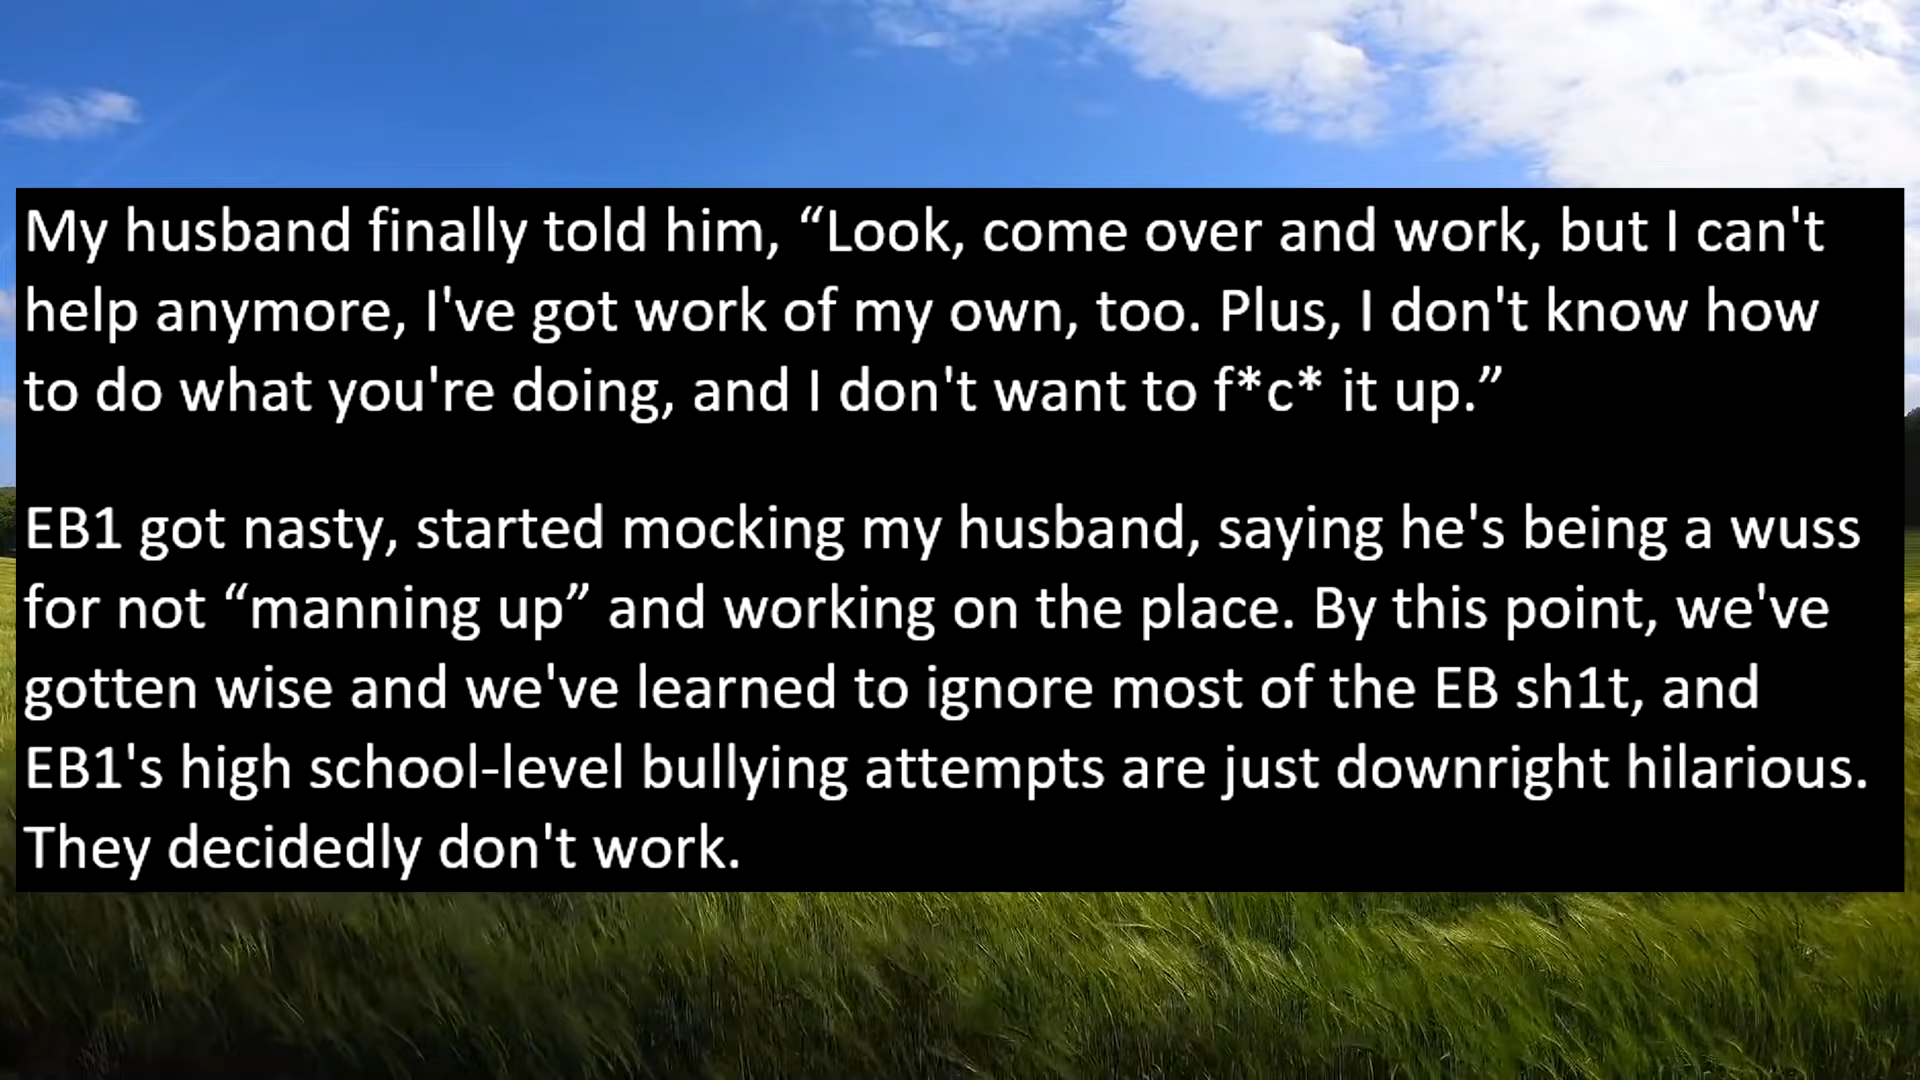 My husband finally told him, “Look, come over and work, but I can't
help anymore, I've got work of my own, too. Plus, I don't know how
to do what you're doing, and I don't want to f*c* it up.”
EB1 got nasty, started mocking my husband, saying he's being a wuss
for not “manning up” and working on the place. By this point, we've
gotten wise and we've learned to ignore most of the EB sh1t, and
EB1's high school-level bullying attempts are just downright hilarious.
They decidedly don't work.